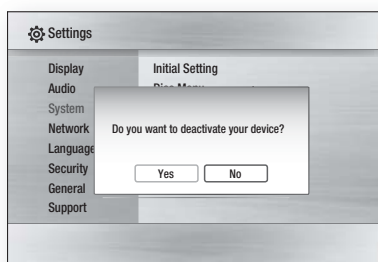 Settings
Display
Initial Setting
Audio
System
Network
Do you want to deactivate your device?
Language
Security
Yes
No
General
Support